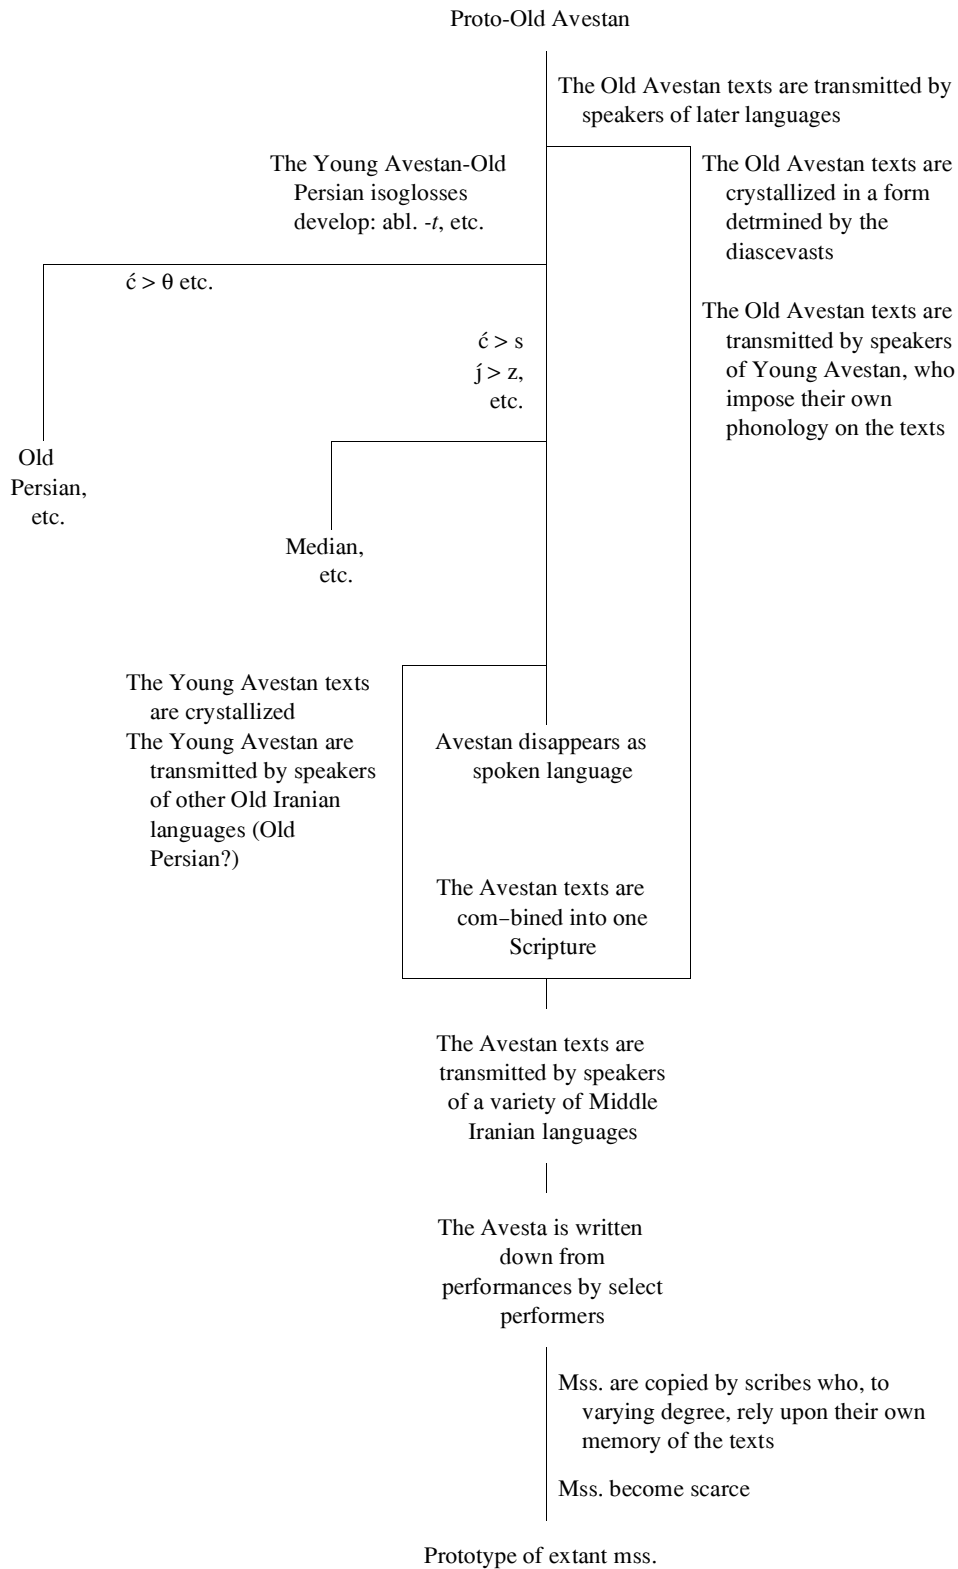 Proto-Old Avestan
The Old Avestan texts are transmitted by
speakers of later languages
The Young Avestan-Old
Persian isoglosses
develop: abl. -t, etc.
The Old Avestan texts are
crystallized in a form
detrmined by the
diascevasts
ć > θ etc.
The Old Avestan texts are
transmitted by speakers
of Young Avestan, who
impose their own
phonology on the texts
ć > s
j́ > z,
etc.
Old
Persian,
etc.
Median,
etc.
The Young Avestan texts
are crystallized
The Young Avestan are
transmitted by speakers
of other Old Iranian
languages (Old
Persian?)
Avestan disappears as
spoken language
The Avestan texts are
com–bined into one
Scripture
The Avestan texts are
transmitted by speakers
of a variety of Middle
Iranian languages
The Avesta is written
down from
performances by select
performers
Mss. are copied by scribes who, to
varying degree, rely upon their own
memory of the texts
Mss. become scarce
Prototype of extant mss.